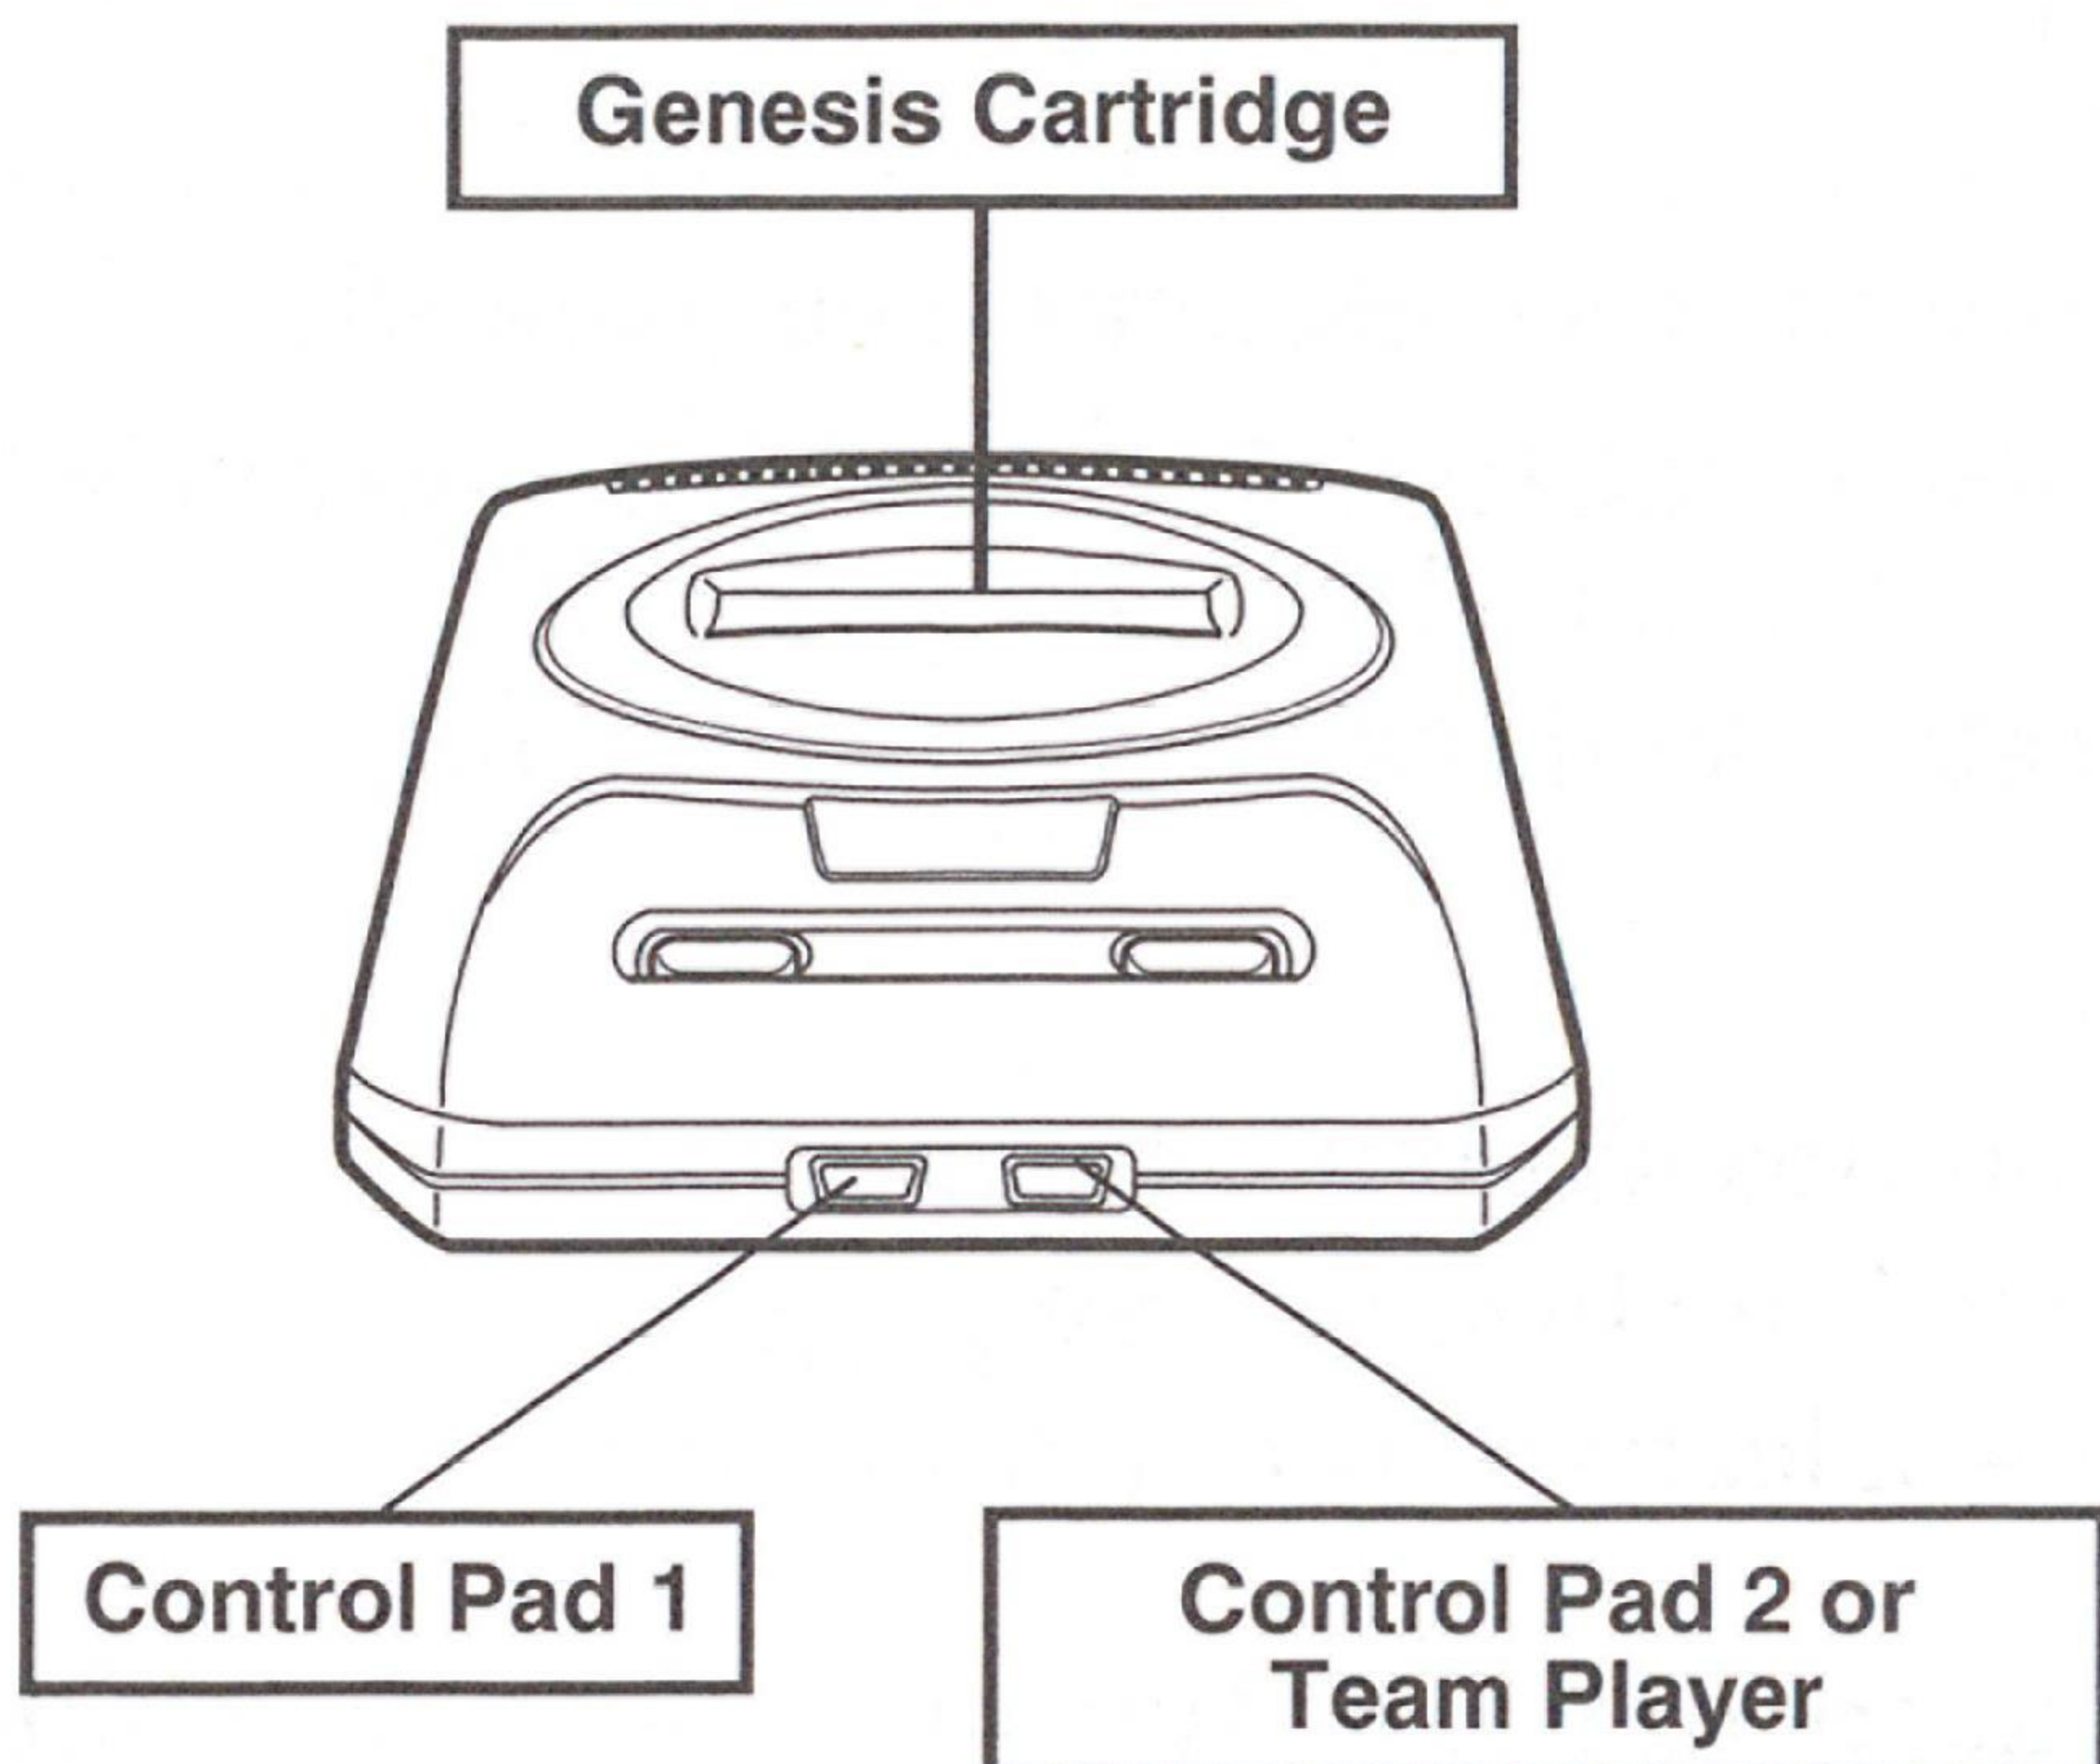 Genesis Cartridge
Control Pad 1
Control Pad 2 or
Team Player